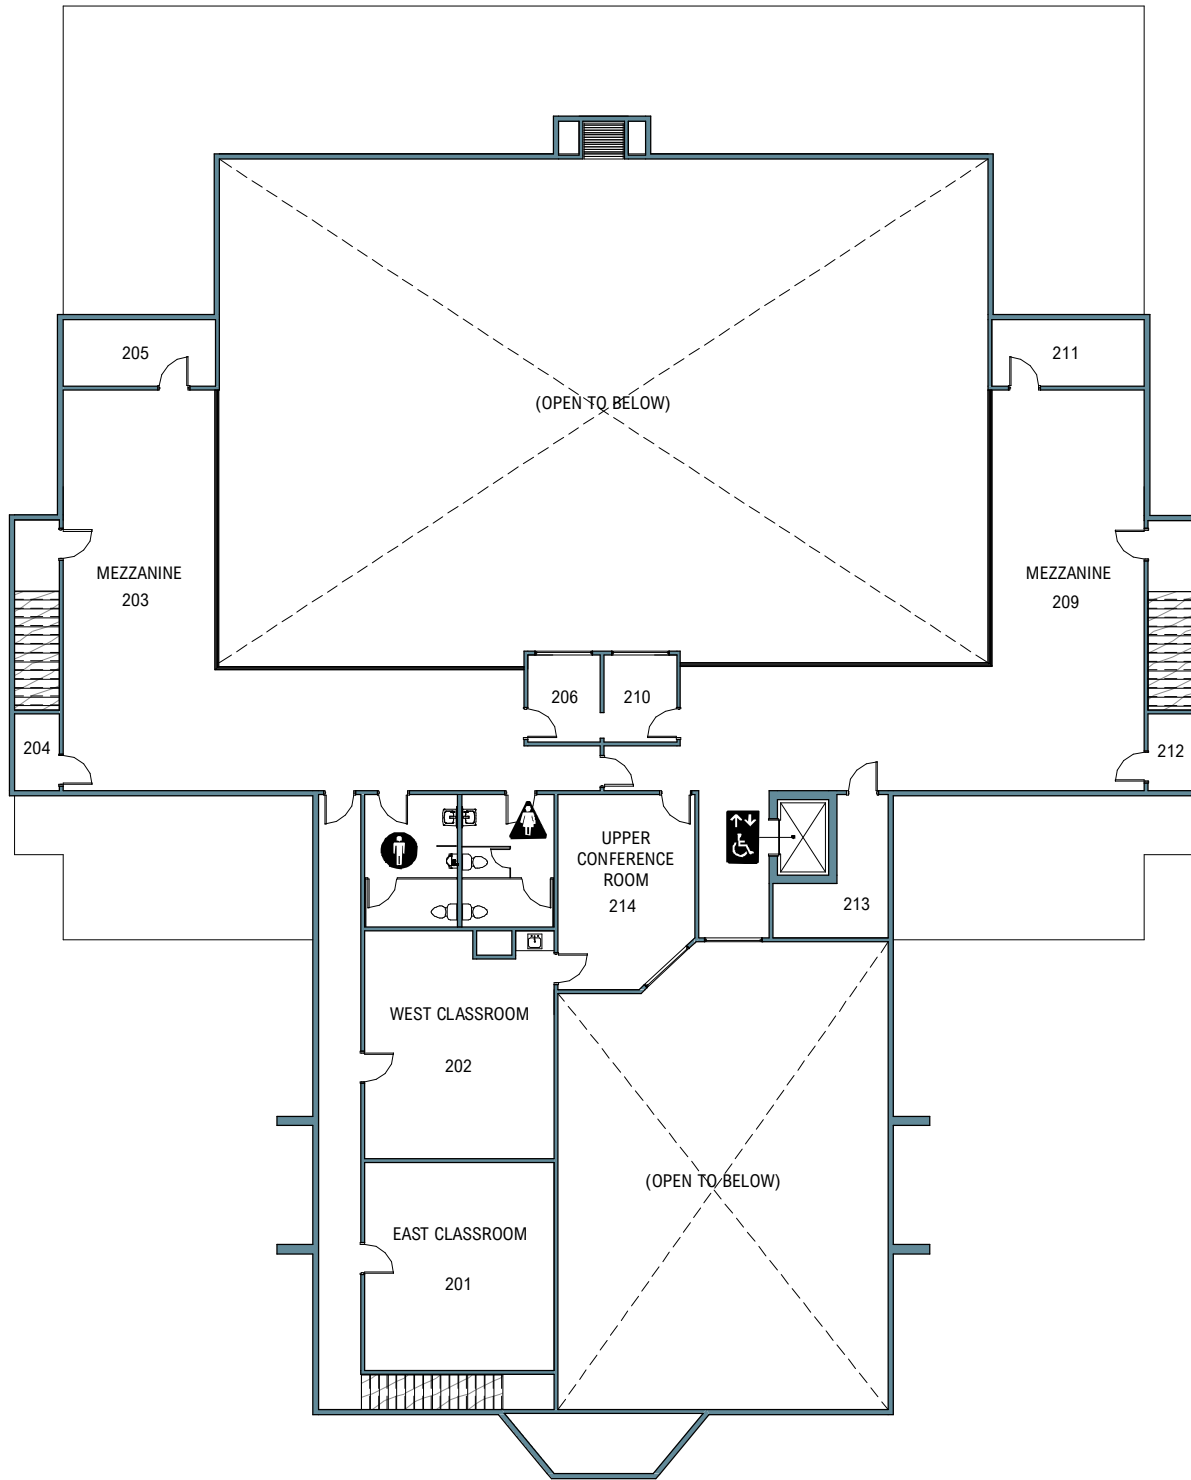 205
211
(OPEN TO BELOW)
MEZZANINE
203
MEZZANINE
209
206
210
204
212
UPPER
CONFERENCE
ROOM
214
213
WEST CLASSROOM
202
(OPEN TO BELOW)
EAST CLASSROOM
201